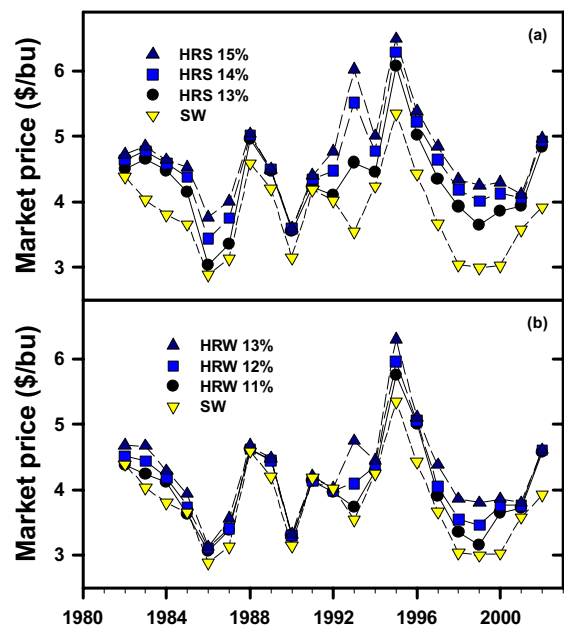 (a)
HRS 15%
HRS 14%
HRS 13%
SW
Market price ($/bu)
6
5
4
3
(b)
HRW 13%
HRW 12%
HRW 11%
SW
Market price ($/bu)
6
5
4
3
1980 1984 1988 1992 1996 2000